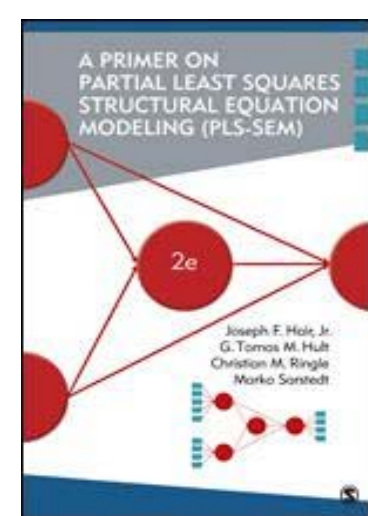 A PRIMER ON
PARTIAL LEAST SQUARES
STRUCTURAL EQUATION
MODELING (PLS-SEM)
2e
Joseph F. Hair, Jr.
G. Tomas M. Hult
Christian M. Ringle
Marko Sarstedt